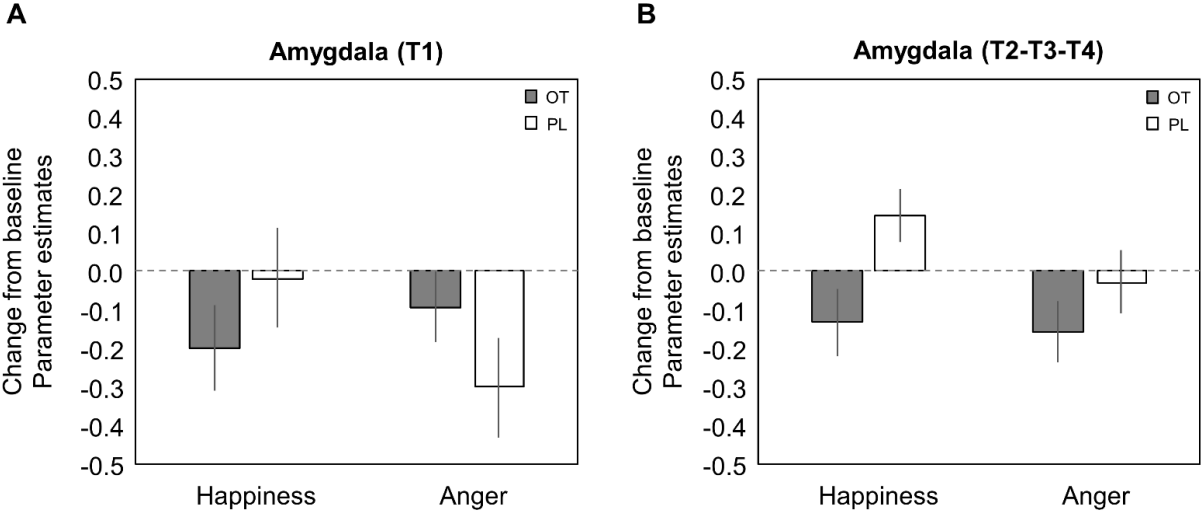 A
Amygdala (T1)
Change from baseline
Parameter estimates
0.5
0.4
0.3
0.2
0.1
0.0
-0.1
-0.2
-0.3
-0.4
-0.5
OT
PL
Happiness Anger
B
Amygdala (T2-T3-T4)
Change from baseline
Parameter estimates
0.5
0.4
0.3
0.2
0.1
0.0
-0.1
-0.2
-0.3
-0.4
-0.5
OT
PL
Happiness Anger